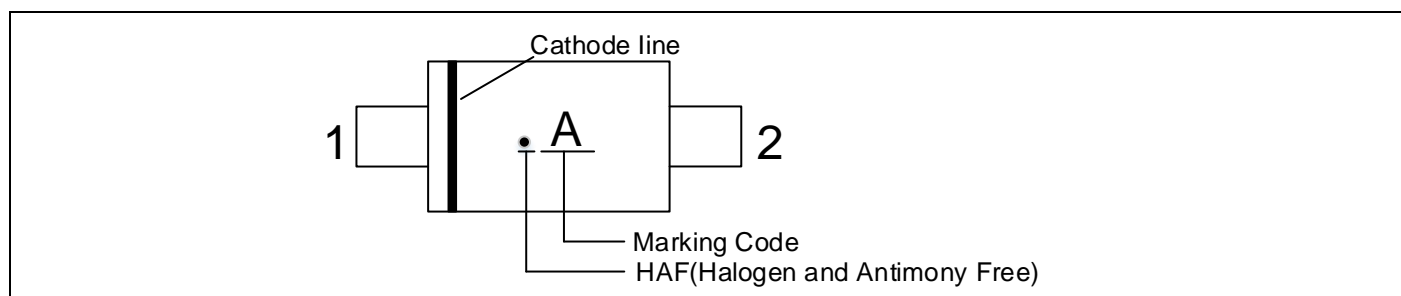 Cathode line
1
•A
2
Marking Code
HAF(Halogen and Antimony Free)